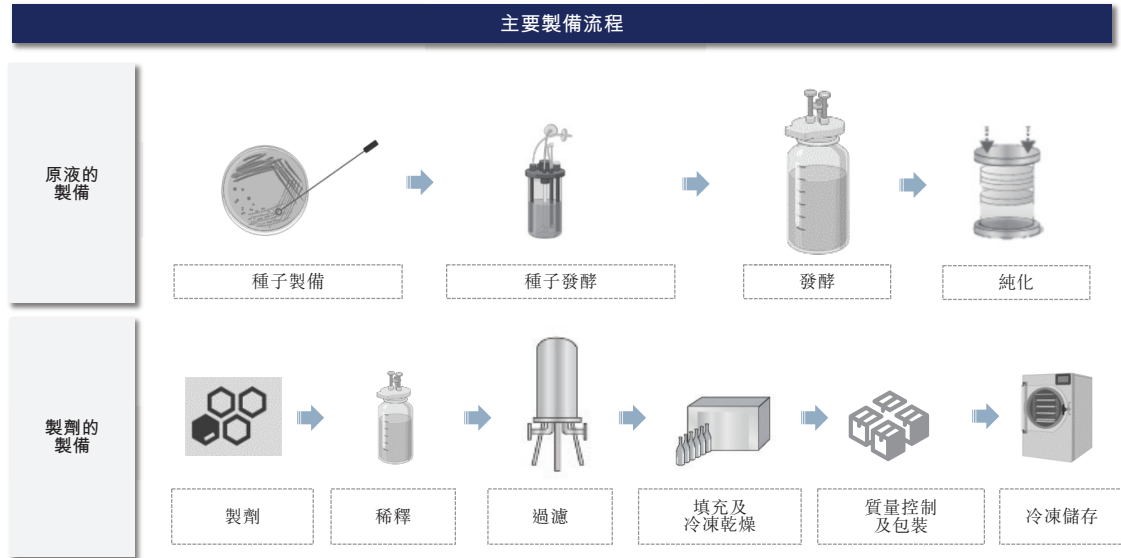 主要製備流程
原液的
製備
種子製備
種子發酵
發酵
純化
製劑的
製備
製劑
稀釋
過濾
填充及
冷凍乾燥
質量控制
及包裝
冷凍儲存